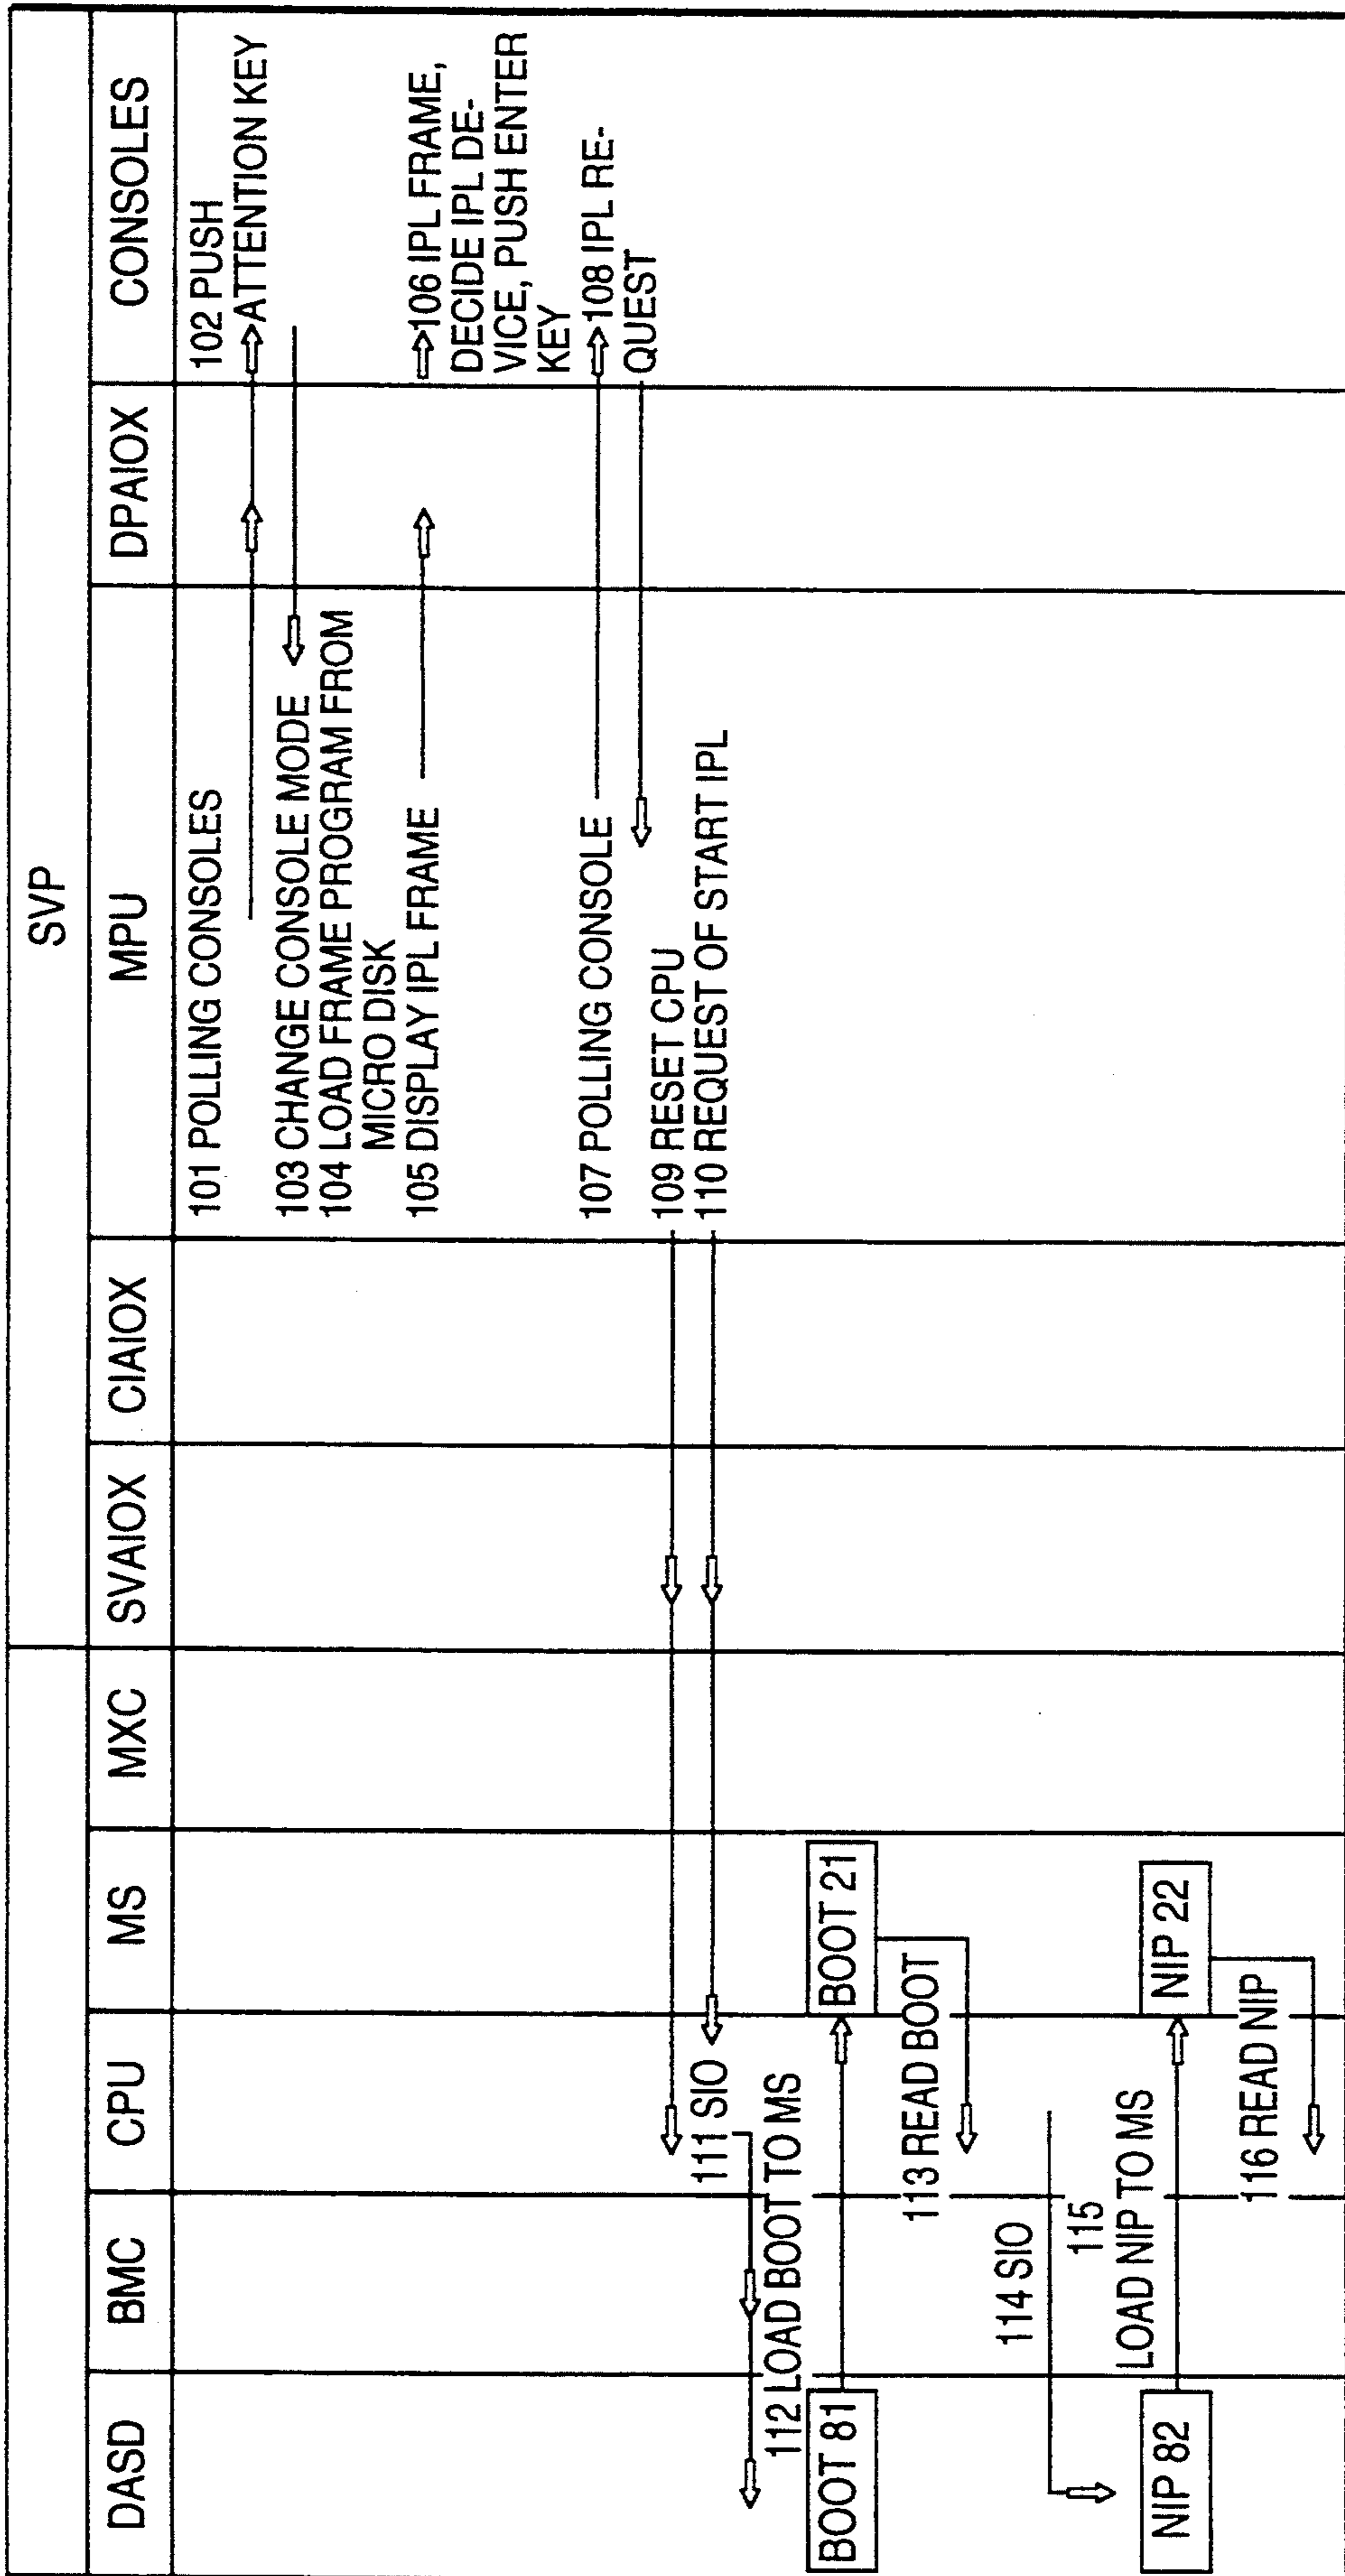 SVP
DASD
BMC
CPU
MS
MXC
SVAIOX
CIAIOX
MPU
DPAIOX
CONSOLES
101 POLLING CONSOLES
102 PUSH
ATTENTION KEY
103 CHANGE CONSOLE MODE
104 LOAD FRAME PROGRAM FROM
MICRO DISK
105 DISPLAY IPL FRAME
106 IPL FRAME,
DECIDE IPL DE-
VICE, PUSH ENTER
KEY
107 POLLING CONSOLE
108 IPL RE-
QUEST
109 RESET CPU
110 REQUEST OF START IPL
111 SIO
112 LOAD BOOT TO MS
BOOT 81
BOOT 21
113 READ BOOT
114 SIO
115
LOAD NIP TO MS
NIP 82
NIP 22
116 READ NIP